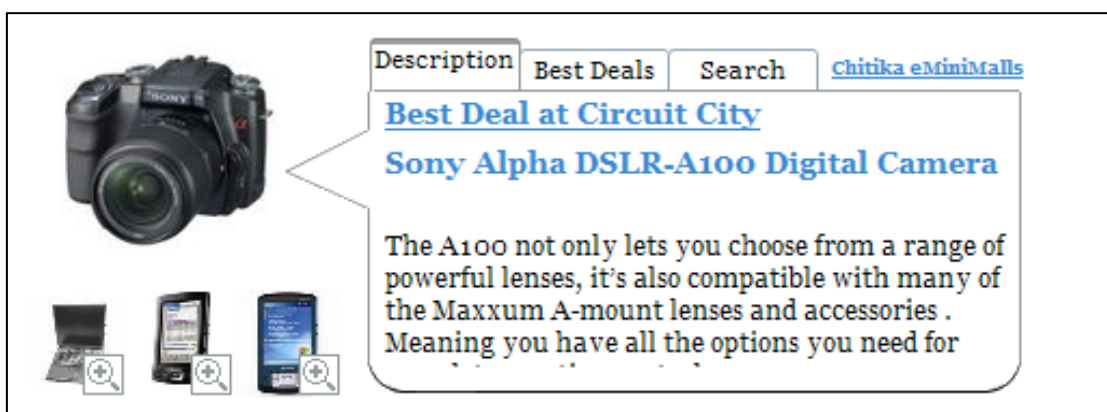 SONY
α
Description
Best Deals
Search
Chitika eMiniMalls
Best Deal at Circuit City
Sony Alpha DSLR-A100 Digital Camera
The A100 not only lets you choose from a range of
powerful lenses, it's also compatible with many of
the Maxxum A-mount lenses and accessories .
Meaning you have all the options you need for